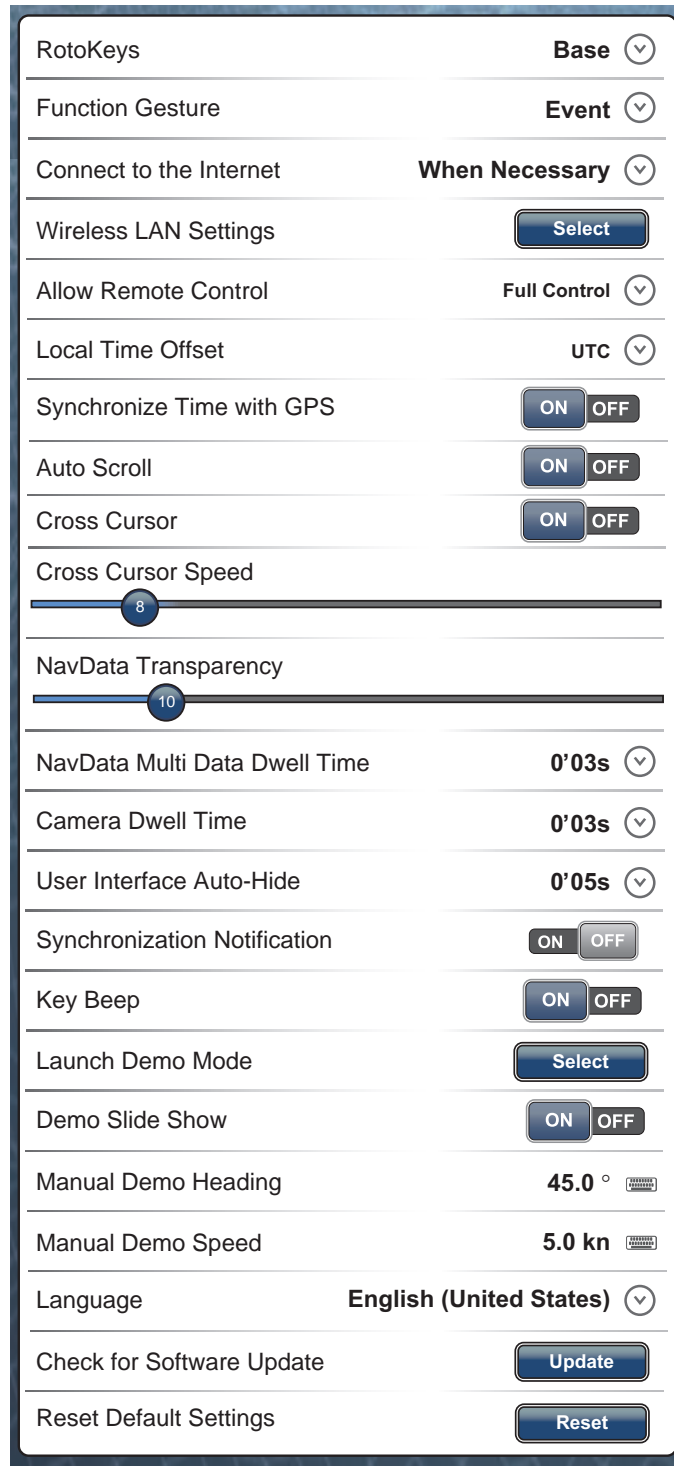 RotoKeys Base
Function Gesture Event
Connect to the Internet When Necessary
Wireless LAN Settings Select
Allow Remote Control Full Control
Local Time Offset UTC
Synchronize Time with GPS ON OFF
Auto Scroll ON OFF
Cross Cursor ON OFF
Cross Cursor Speed
8
NavData Transparency
10
NavData Multi Data Dwell Time 0’03s
Camera Dwell Time 0’03s
User Interface Auto-Hide 0’05s
Synchronization Notification ON OFF
Key Beep ON OFF
Launch Demo Mode Select
Demo Slide Show ON OFF
Manual Demo Heading 45.0 °
Manual Demo Speed 5.0 kn
Language English (United States)
Check for Software Update Update
Reset Default Settings Reset